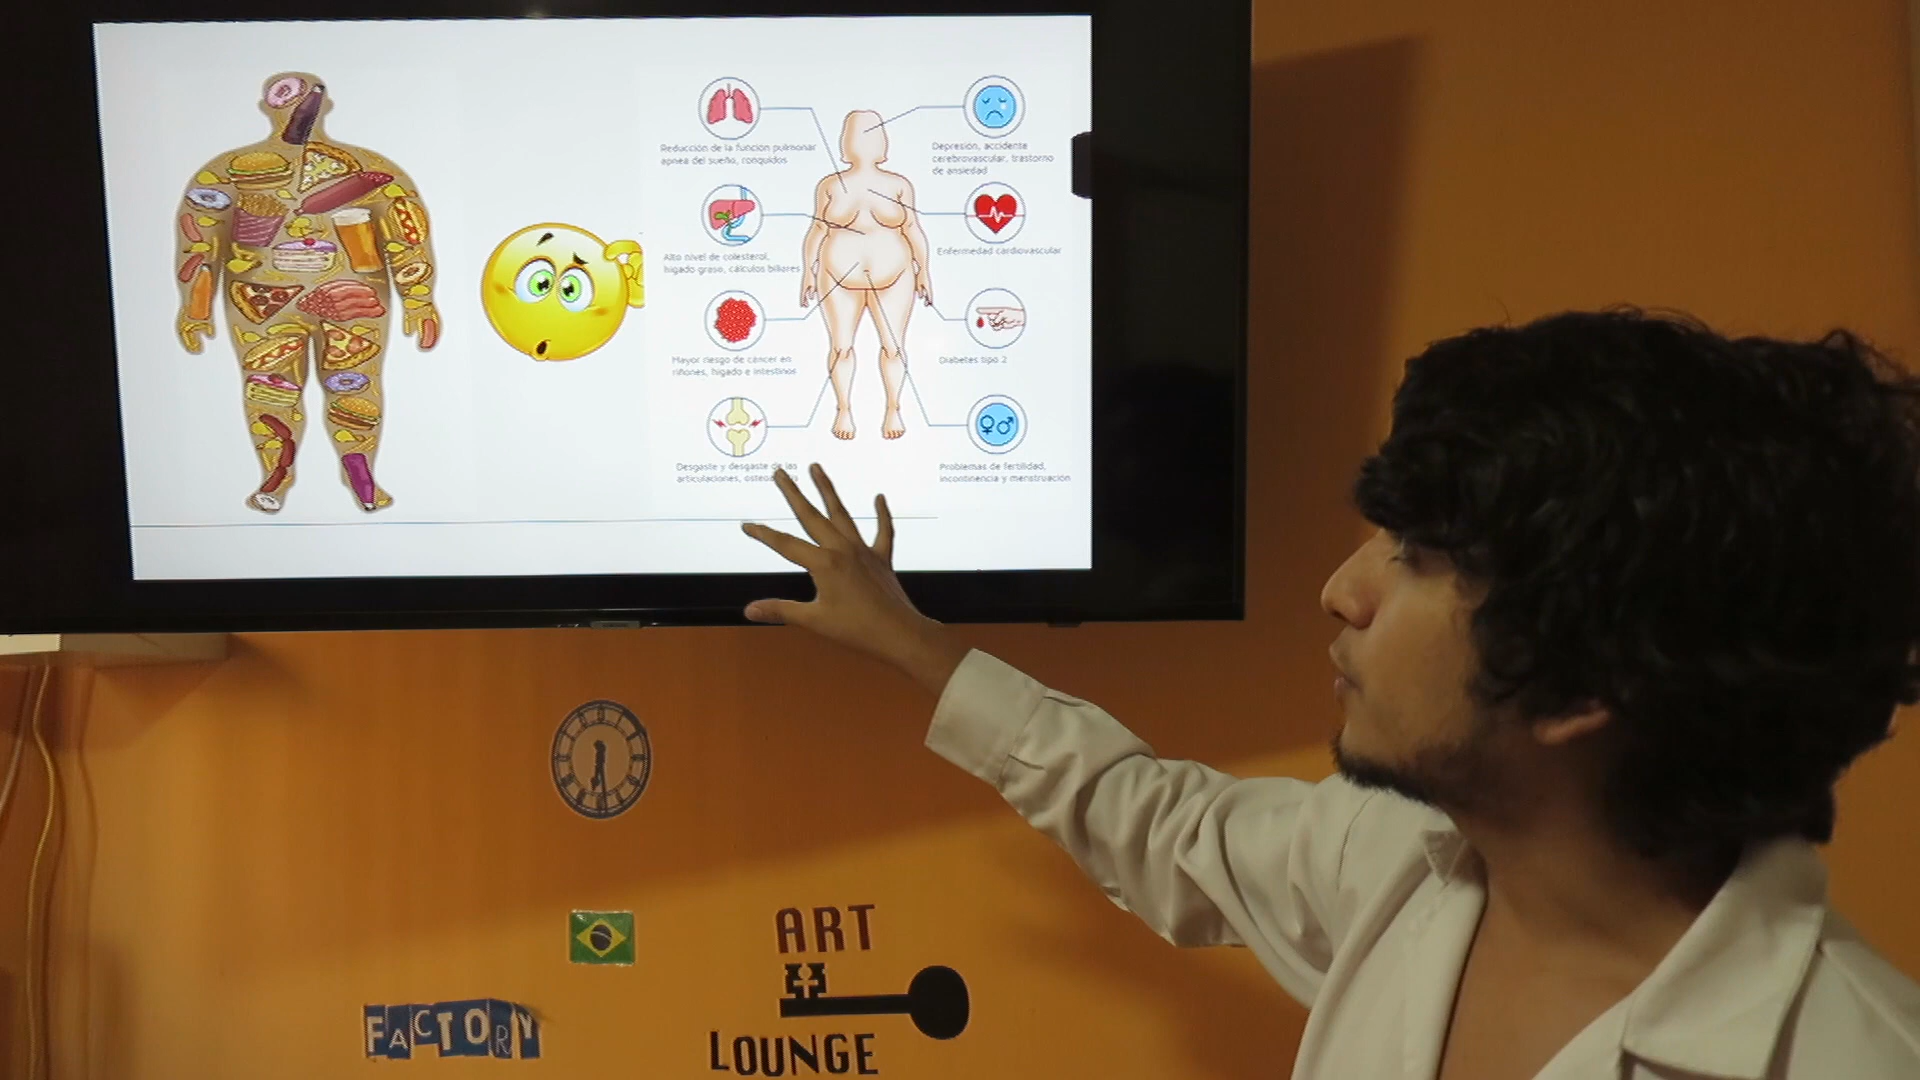 Reducción de la función pulmonar
apnea del sueño, ronquidos
Alto nivel de colesterol,
hígado graso, cálculos biliares
Mayor riesgo de cáncer en
riñones, hígado e intestinos
Desgaste y desgaste de las
articulaciones,
Depresión, accidente
cerebrovascular, trastorno
de ansiedad
Enfermedad cardiovascular
Diabetes tipo 2
Problemas de fertilidad,
incontinencia y menstruación
ART
LOUNGE
FACTORY